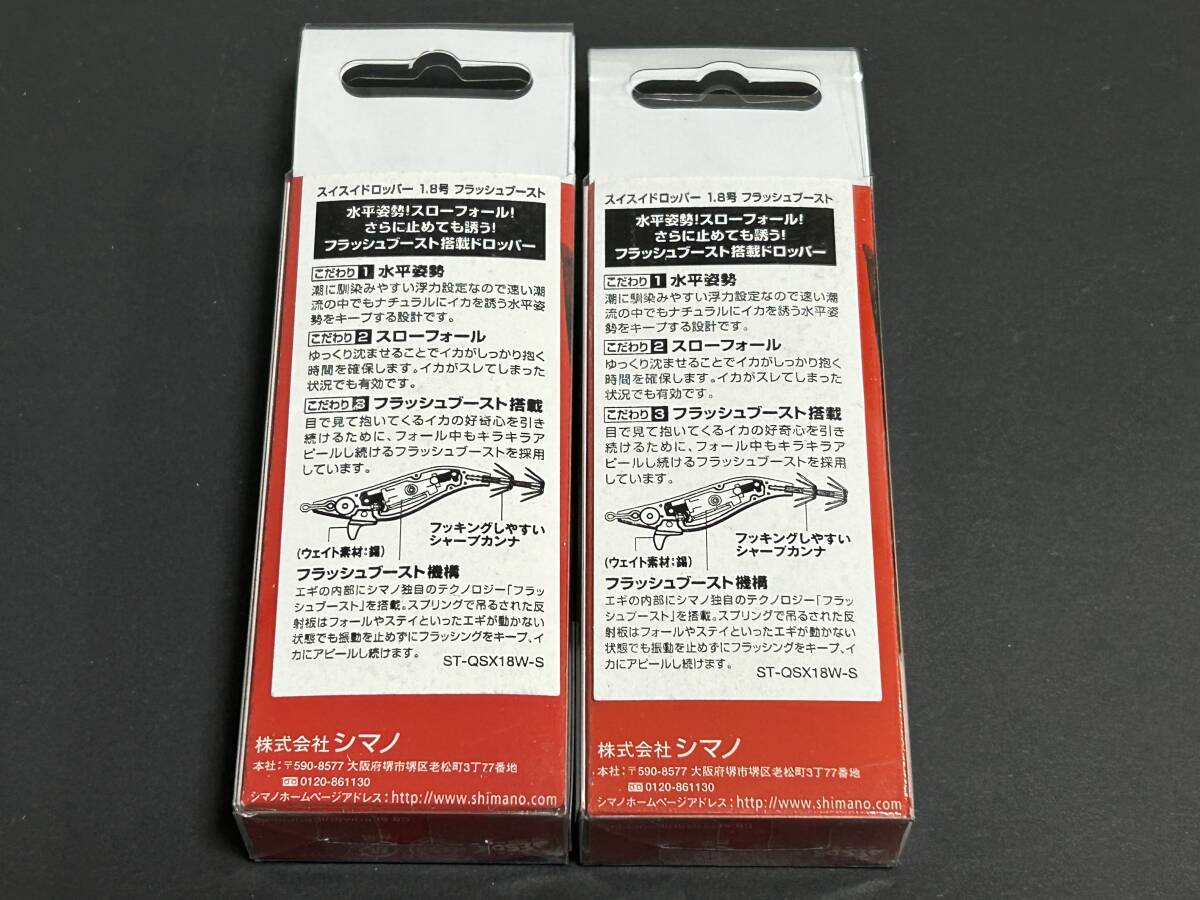 スイスイドロッパー 1.8号 フラッシュブースト
水平姿勢!スローフォール!
さらに止めても誘う!
フラッシュブースト搭載ドロッパー
こだわり 1 水平姿勢
潮に馴染みやすい浮力設定なので速い潮
流の中でもナチュラルにイカを誘う水平姿
勢をキープする設計です。
こだわり 2 スローフォール
ゆっくり沈ませることでイカがしっかり抱く
時間を確保します。イカがスレてしまった
状況でも有効です。
こだわり 3 フラッシュブースト搭載
目で見て抱いてくるイカの好奇心を引き
続けるために、フォール中もキラキラア
ピールし続けるフラッシュブーストを採用
しています。
フッキングしやすい
シャープカンナ
(ウェイト素材:錫)
フラッシュブースト機構
エギの内部にシマノ独自のテクノロジー「フラッ
シュブースト」を搭載。スプリングで吊るされた反
射板はフォールやステイといったエギが動かない
状態でも振動を止めずにフラッシングをキープ、イ
カにアピールし続けます。
ST-QSX18W-S
株式会社シマノ
本社:〒590-8577 大阪府堺市堺区老松町3丁77番地
0120-861130
シマノホームページアドレス:http://www.shimano.com
スイスイドロッパー 1.8号 フラッシュブースト
水平姿勢!スローフォール!
さらに止めても誘う!
フラッシュブースト搭載ドロッパー
こだわり 1 水平姿勢
潮に馴染みやすい浮力設定なので速い潮
流の中でもナチュラルにイカを誘う水平姿
勢をキープする設計です。
こだわり 2 スローフォール
ゆっくり沈ませることでイカがしっかり抱く
時間を確保します。イカがスレてしまった
状況でも有効です。
こだわり 3 フラッシュブースト搭載
目で見て抱いてくるイカの好奇心を引き
続けるために、フォール中もキラキラア
ピールし続けるフラッシュブーストを採用
しています。
フッキングしやすい
シャープカンナ
(ウェイト素材:錫)
フラッシュブースト機構
エギの内部にシマノ独自のテクノロジー「フラッ
シュブースト」を搭載。スプリングで吊るされた反
射板はフォールやステイといったエギが動かない
状態でも振動を止めずにフラッシングをキープ、イ
カにアピールし続けます。
ST-QSX18W-S
株式会社シマノ
本社:〒590-8577 大阪府堺市堺区老松町3丁77番地
0120-861130
シマノホームページアドレス:http://www.shimano.com